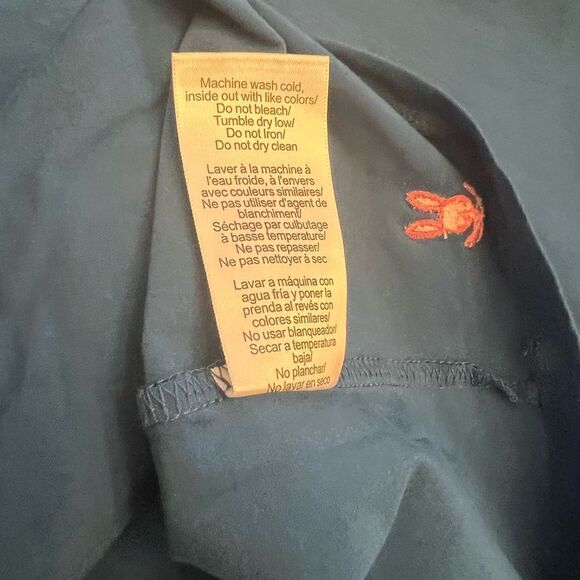 Machine wash cold,
inside out with like colors/
Do not bleach/
Tumble dry low/
Do not Iron/
Do not dry clean
Laver à la machine à
l'eau froide, à l'envers
avec couleurs similaires/
Ne pas utiliser d'agent de
blanchiment/
Séchage par culbutage
à basse température/
Ne pas repasser/
Ne pas nettoyer à sec
Lavar a máquina con
agua fría y poner la
prenda al revés con
colores similares/
No usar blanqueador/
Secar a temperatura
baja/
No planchar/
No lavar en seco